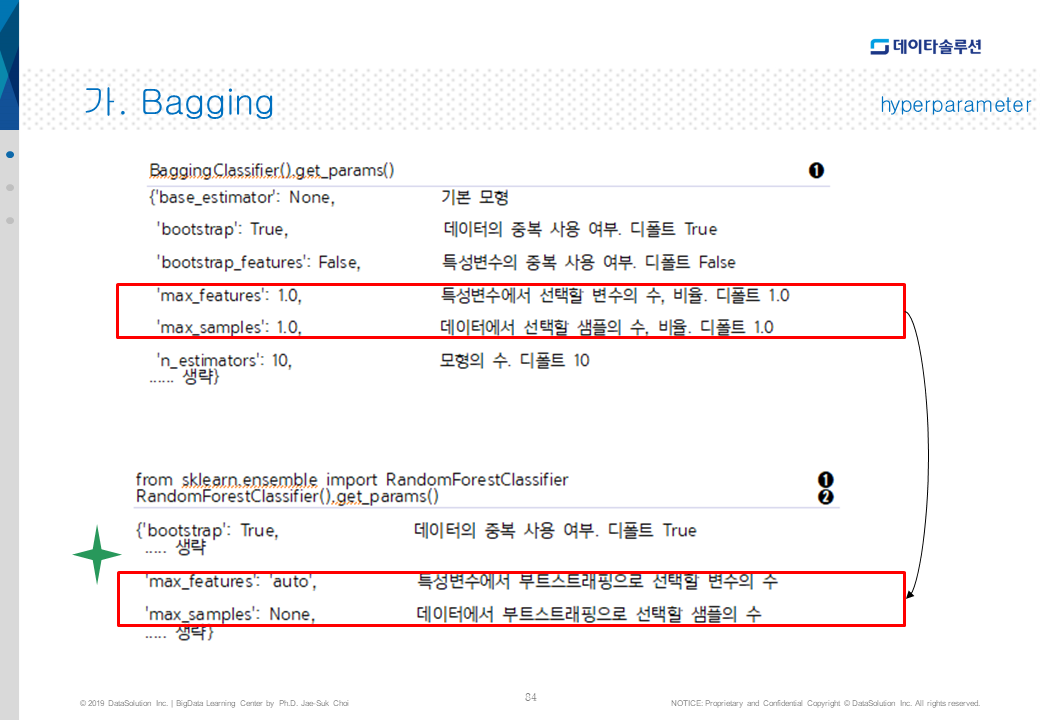 데이타솔루션
가. Bagging
hyperparameter
BaggingClassifier().get_params() ❶
{'base_estimator': None, 기본 모형
'bootstrap': True, 데이터의 중복 사용 여부. 디폴트 True
'bootstrap_features': False, 특성변수의 중복 사용 여부. 디폴트 False
'max_features': 1.0, 특성변수에서 선택할 변수의 수, 비율. 디폴트 1.0
'max_samples': 1.0, 데이터에서 선택할 샘플의 수, 비율. 디폴트 1.0
'n_estimators': 10, 모형의 수. 디폴트 10
...... 생략}
from sklearn.ensemble import RandomForestClassifier ❶
RandomForestClassifier().get_params() ❷
{'bootstrap': True, 데이터의 중복 사용 여부. 디폴트 True
..... 생략
'max_features': 'auto', 특성변수에서 부트스트래핑으로 선택할 변수의 수
'max_samples': None, 데이터에서 부트스트래핑으로 선택할 샘플의 수
..... 생략}
© 2019 DataSolution Inc. | BigData Learning Center by Ph.D. Jae-Suk Choi
84
NOTICE: Proprietary and Confidential Copyright © DataSolution Inc. All rights reserved.